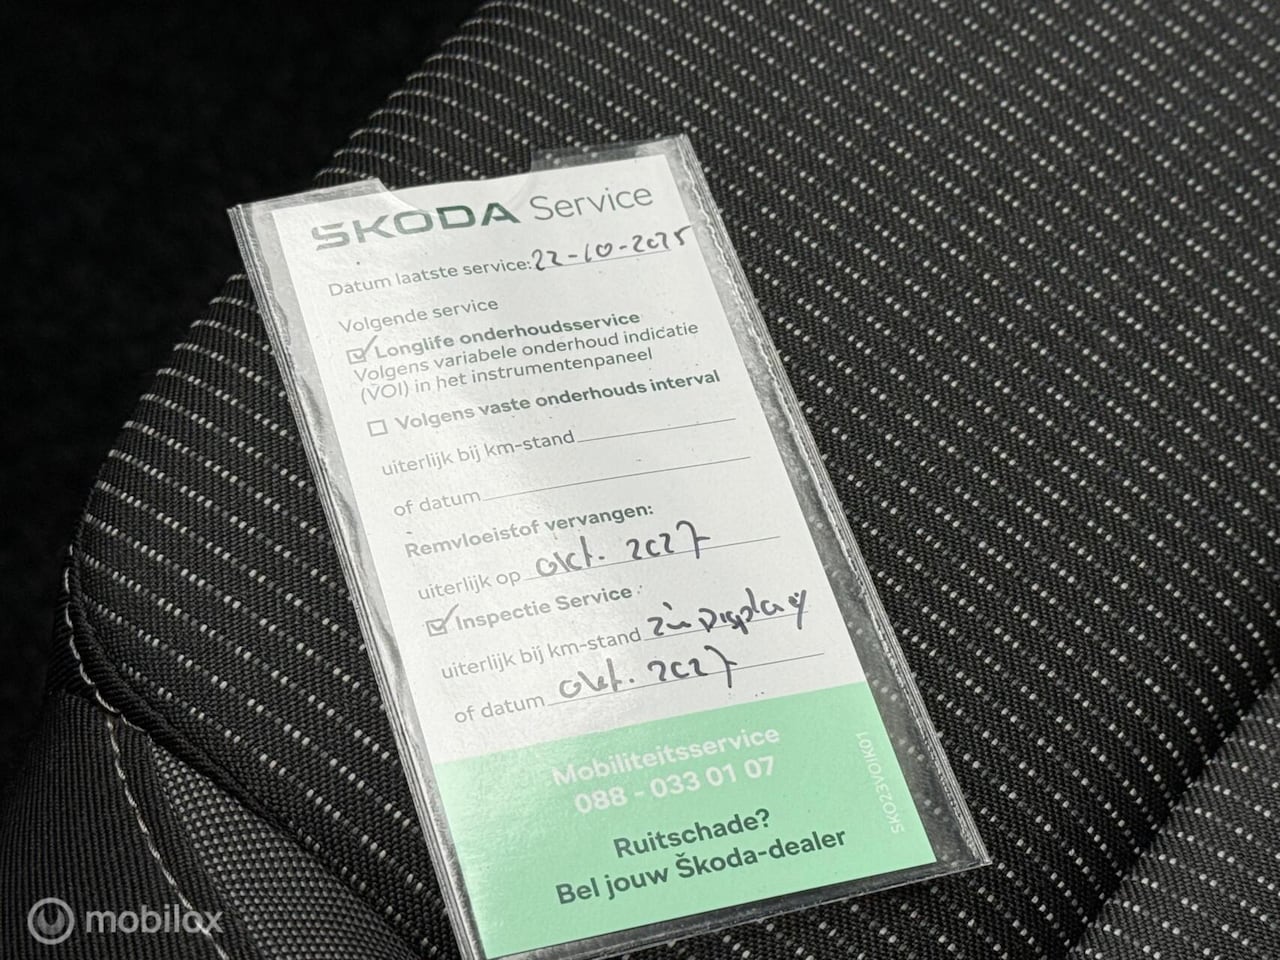 ŠKODA Service
Datum laatste service: 22-10-2025
Volgende service
Longlife onderhoudsservice
Volgens variabele onderhoud indicatie
(VOI) in het instrumentenpaneel
Volgens vaste onderhouds interval
uiterlijk bij km-stand
of datum
Remvloeistof vervangen:
uiterlijk op okt. 2027
Inspectie Service:
uiterlijk bij km-stand zie Display
of datum okt. 2027
Mobiliteitsservice
088 - 033 01 07
Ruitschade?
Bel jouw Škoda-dealer
SKO23VOIK01
mobilox